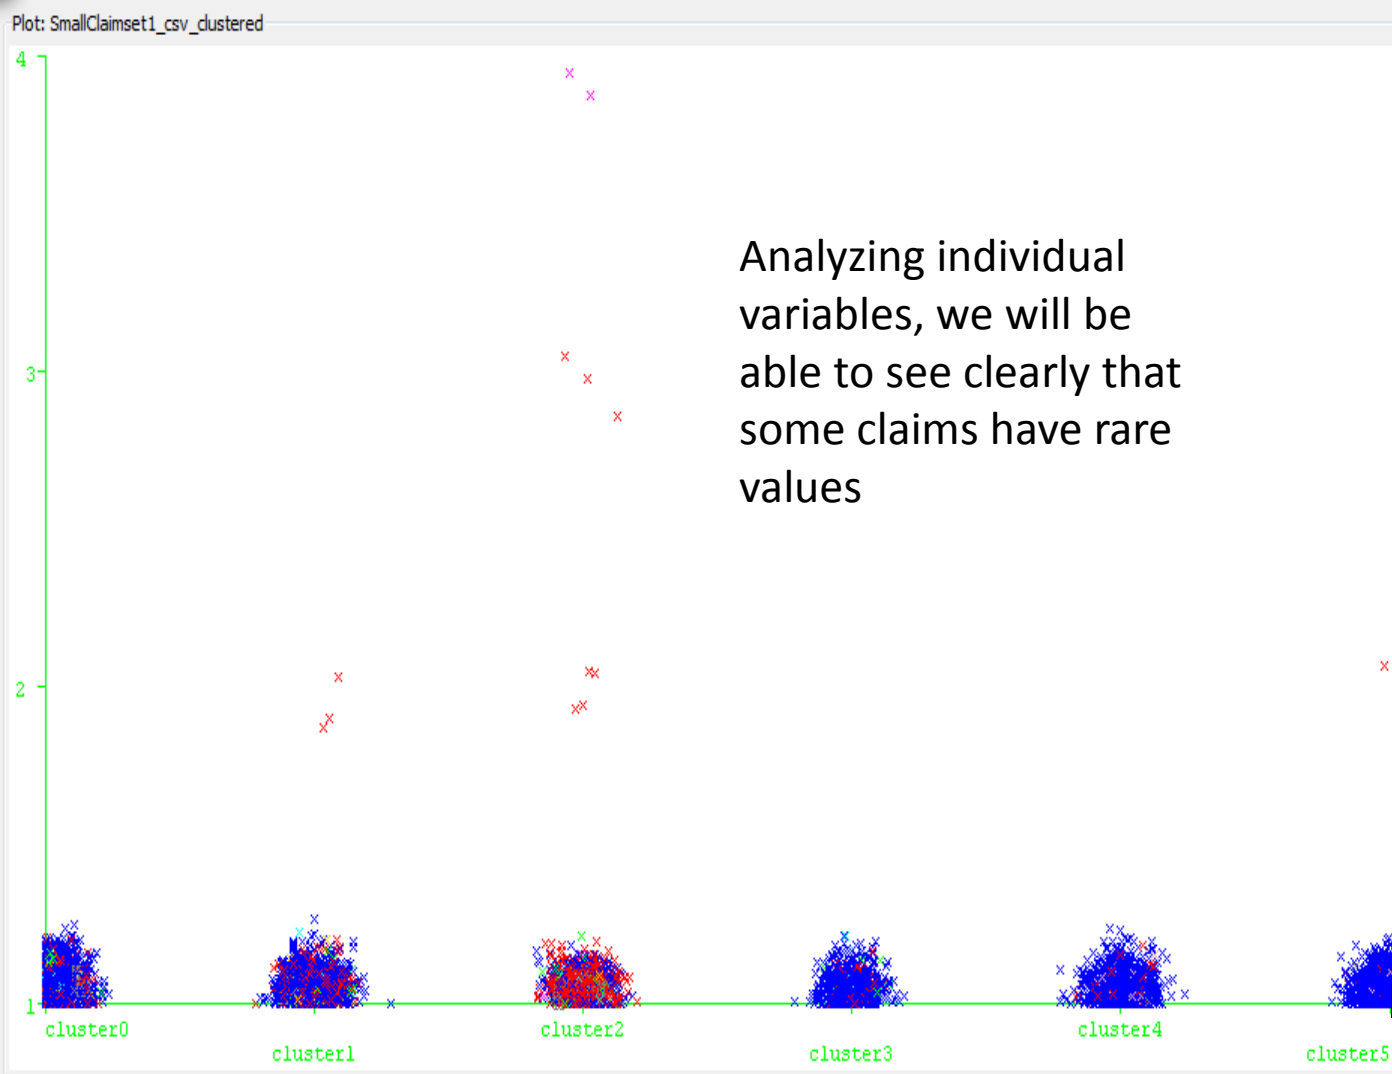 Plot: SmallClaimset1_csv_clustered
4
3
2
1
Analyzing individual
variables, we will be
able to see clearly that
some claims have rare
values
cluster0
cluster1
cluster2
cluster3
cluster4
cluster5